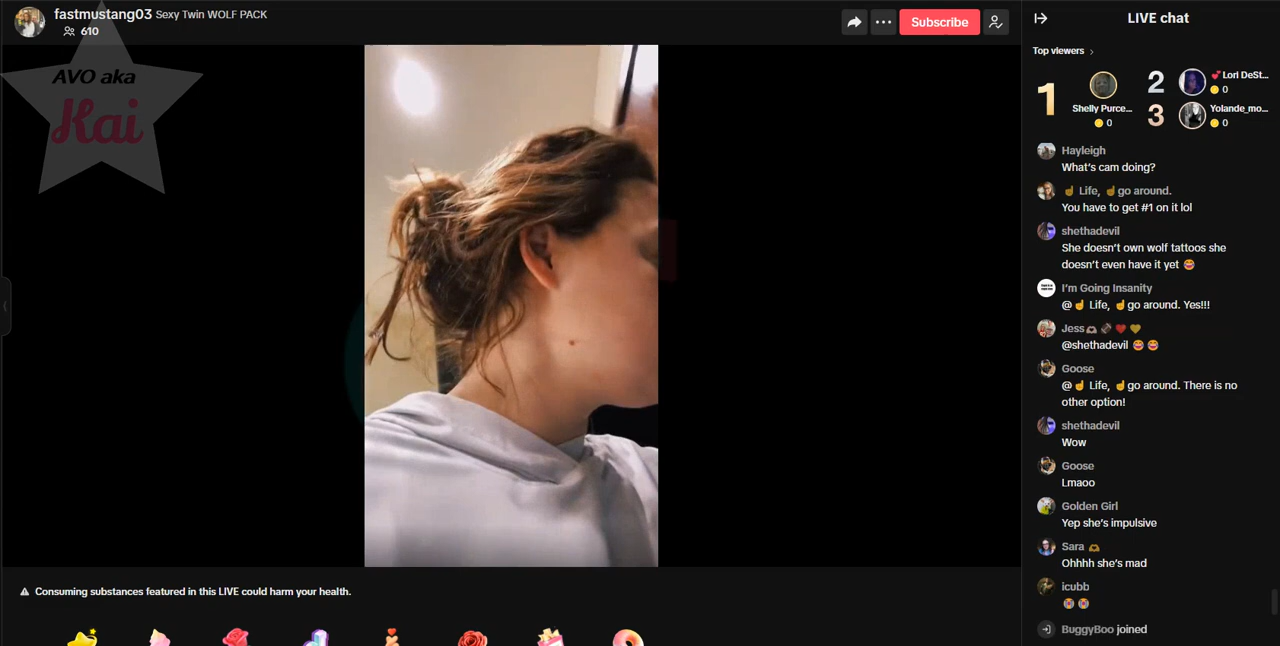 fastmustang03 Sexy Twin WOLF PACK
610
Subscribe
AVO aka
Kai
Consuming substances featured in this LIVE could harm your health.
LIVE chat
Top viewers
1
Shelly Purce...
0
2
Lori DeSt...
0
3
Yolande_mo...
0
Hayleigh
What's cam doing?
☝ Life, ☝go around.
You have to get #1 on it lol
shethadevil
She doesn't own wolf tattoos she
doesn't even have it yet 😂
I'm Going Insanity
@☝ Life, ☝go around. Yes!!!
Jess
@shethadevil 😂 😂
Goose
@☝ Life, ☝go around. There is no
other option!
shethadevil
Wow
Goose
Lmaoo
Golden Girl
Yep she's impulsive
Sara
Ohhhh she's mad
icubb
😭 😭
BuggyBoo joined